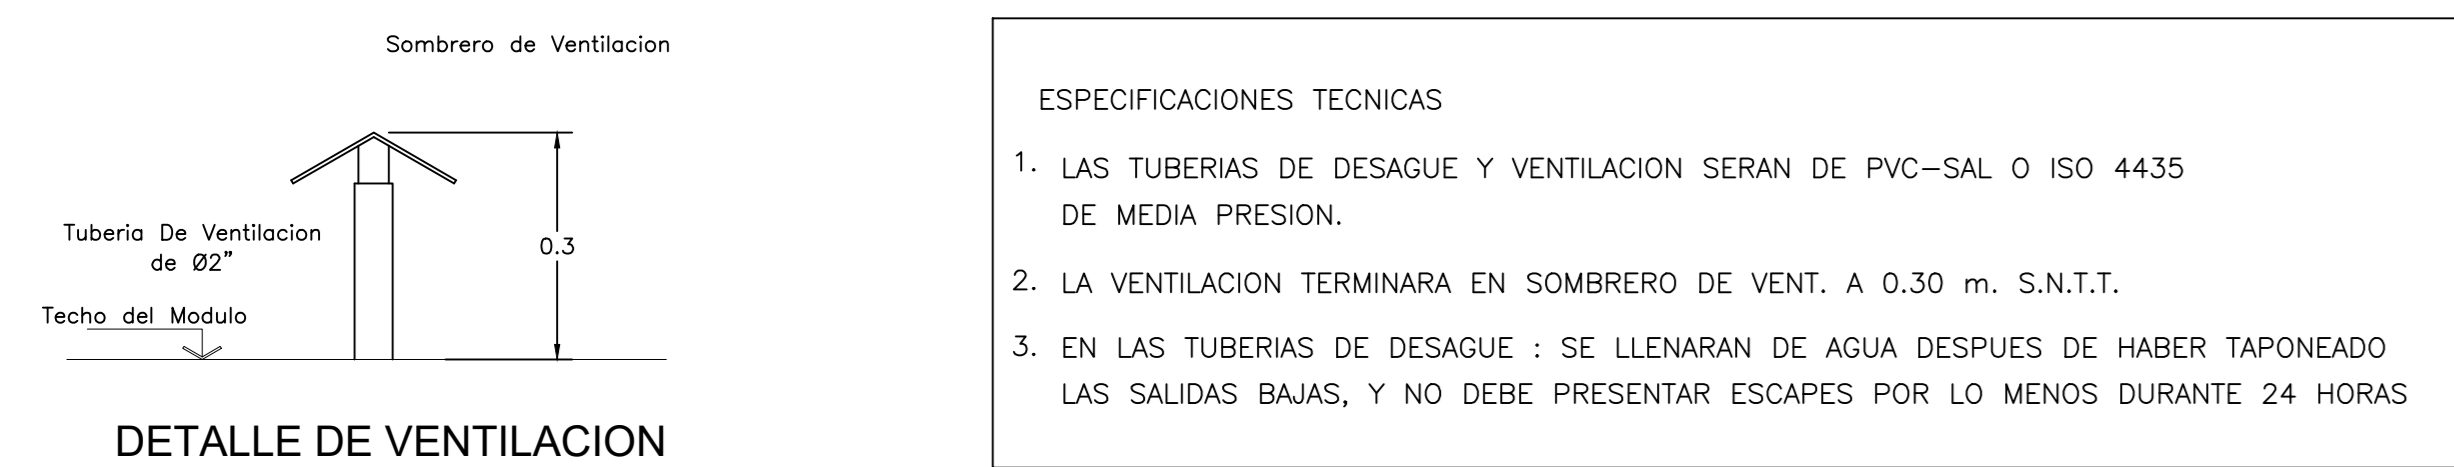 Sombrero de Ventilacion
Tuberia De Ventilacion
de Ø2"
0.3
Techo del Modulo
DETALLE DE VENTILACION
ESPECIFICACIONES TECNICAS
1. LAS TUBERIAS DE DESAGUE Y VENTILACION SERAN DE PVC-SAL O ISO 4435
DE MEDIA PRESION.
2. LA VENTILACION TERMINARA EN SOMBRERO DE VENT. A 0.30 m. S.N.T.T.
3. EN LAS TUBERIAS DE DESAGUE : SE LLENARAN DE AGUA DESPUES DE HABER TAPONEADO
LAS SALIDAS BAJAS, Y NO DEBE PRESENTAR ESCAPES POR LO MENOS DURANTE 24 HORAS